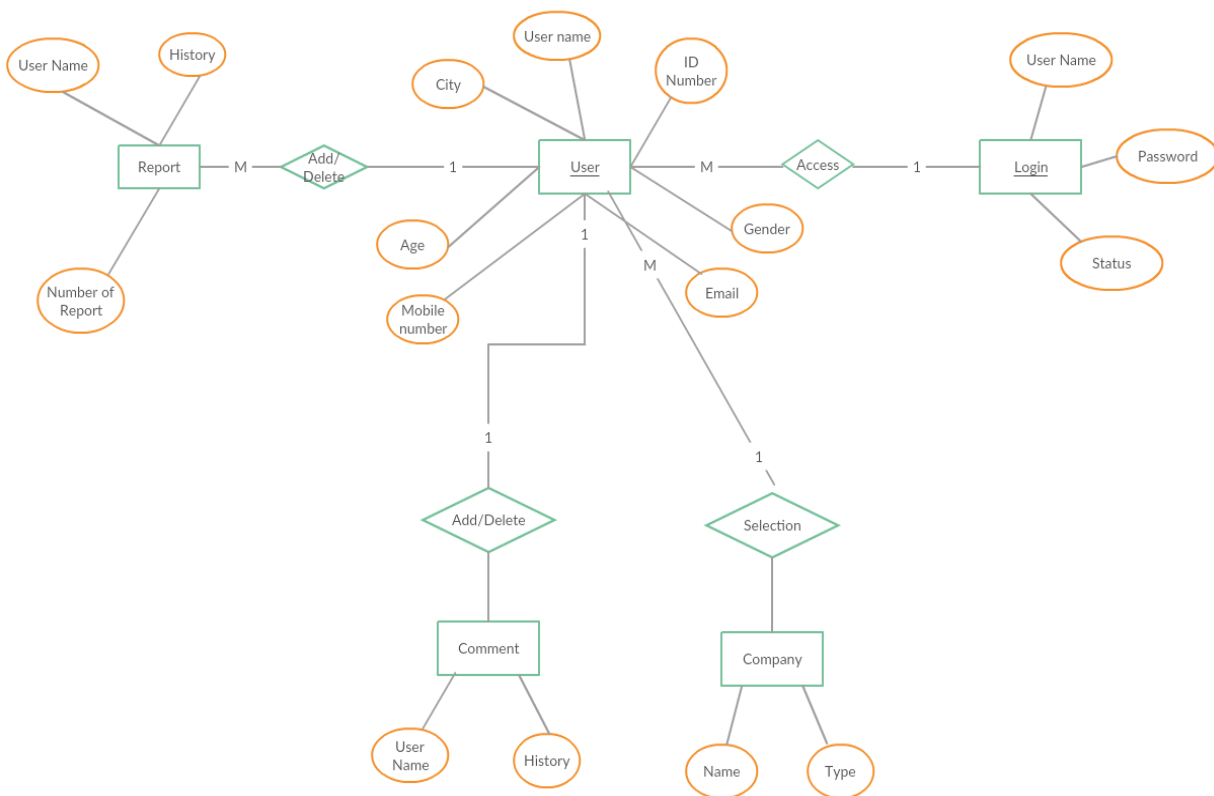 User name
History
ID
Number
User Name
User Name
City
Password
Add/
Delete
Report
M
1
User
M
Access
1
Login
Gender
1
Age
Status
M
Number of
Report
Email
Mobile
number
1
1
Add/Delete
Selection
Comment
Company
User
Name
History
Name
Type